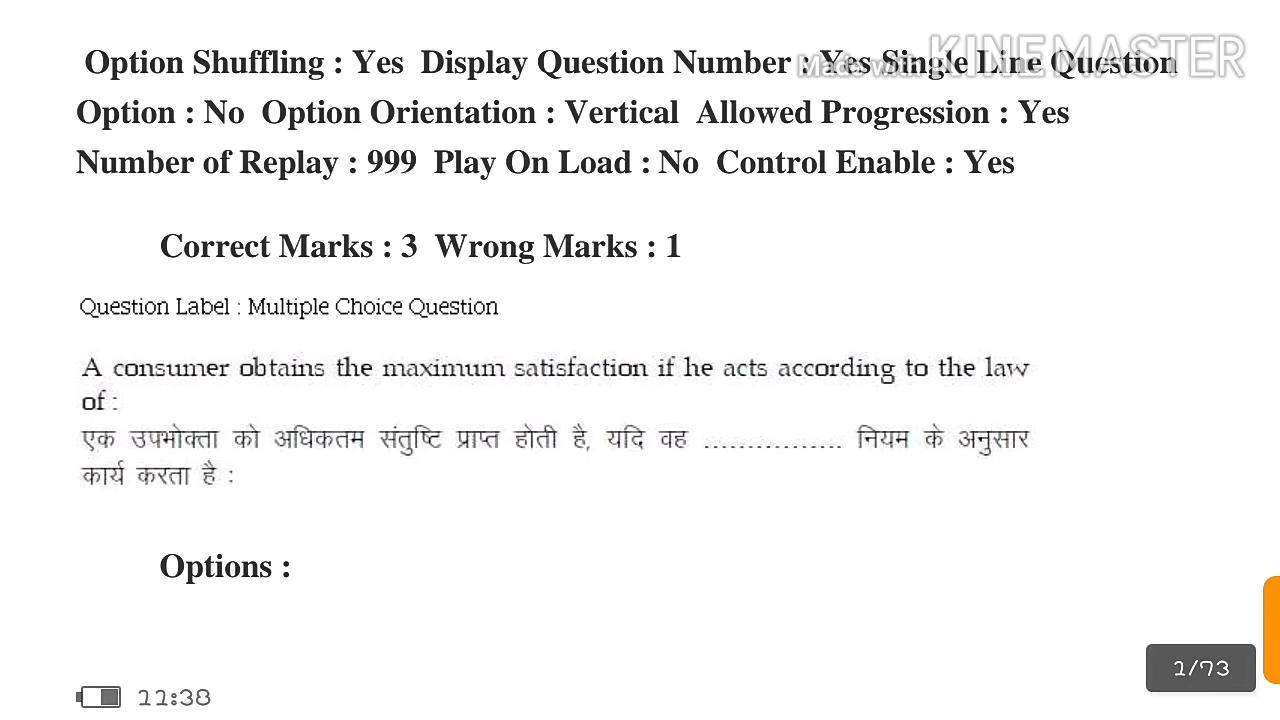 Option Shuffling : Yes Display Question Number : Yes Single Line Question
Made with KINEMASTER
Option : No Option Orientation : Vertical Allowed Progression : Yes
Number of Replay : 999 Play On Load : No Control Enable : Yes
Correct Marks : 3 Wrong Marks : 1
Question Label : Multiple Choice Question
A consumer obtains the maximum satisfaction if he acts according to the law
of :
एक उपभोक्ता को अधिकतम संतुष्टि प्राप्त होती है, यदि वह ................ नियम के अनुसार
कार्य करता है :
Options :
1/73
11:38